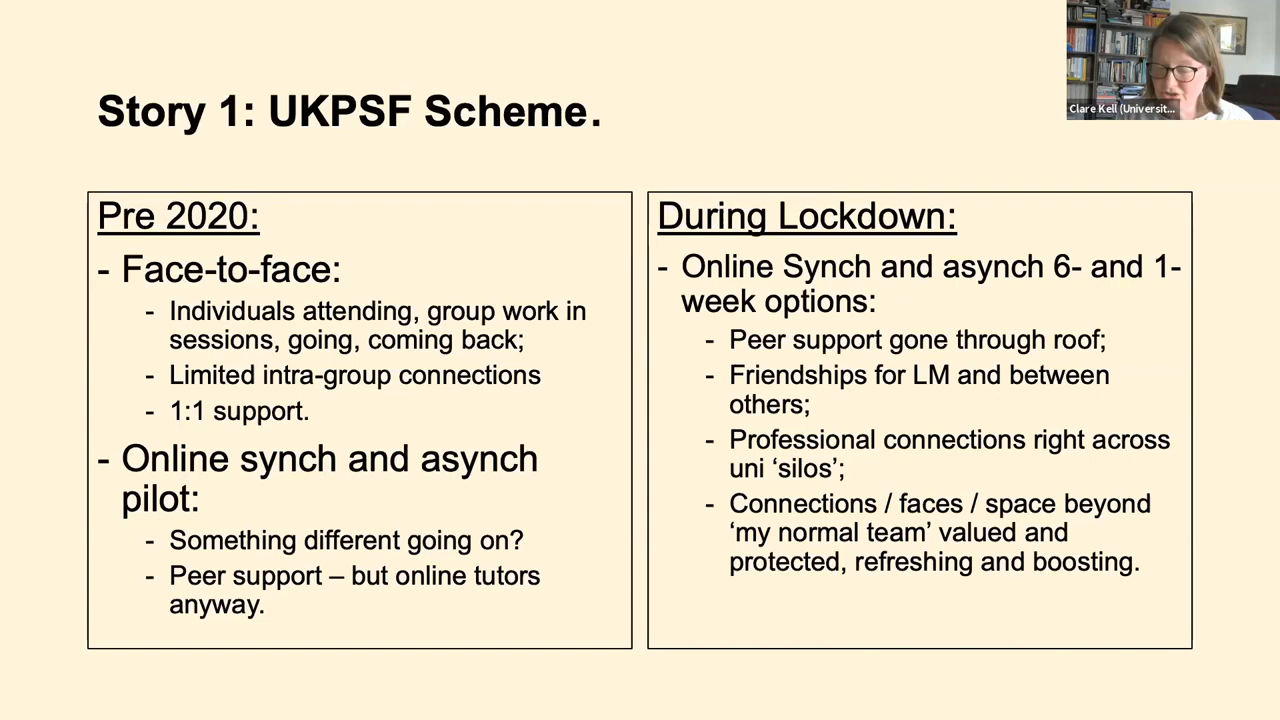 Story 1: UKPSF Scheme.
Clare Kell (Universit...
Pre 2020:
- Face-to-face:
- Individuals attending, group work in
sessions, going, coming back;
- Limited intra-group connections
- 1:1 support.
- Online synch and asynch
pilot:
- Something different going on?
- Peer support – but online tutors
anyway.
During Lockdown:
- Online Synch and asynch 6- and 1-
week options:
- Peer support gone through roof;
- Friendships for LM and between
others;
- Professional connections right across
uni ‘silos’;
- Connections / faces / space beyond
‘my normal team’ valued and
protected, refreshing and boosting.